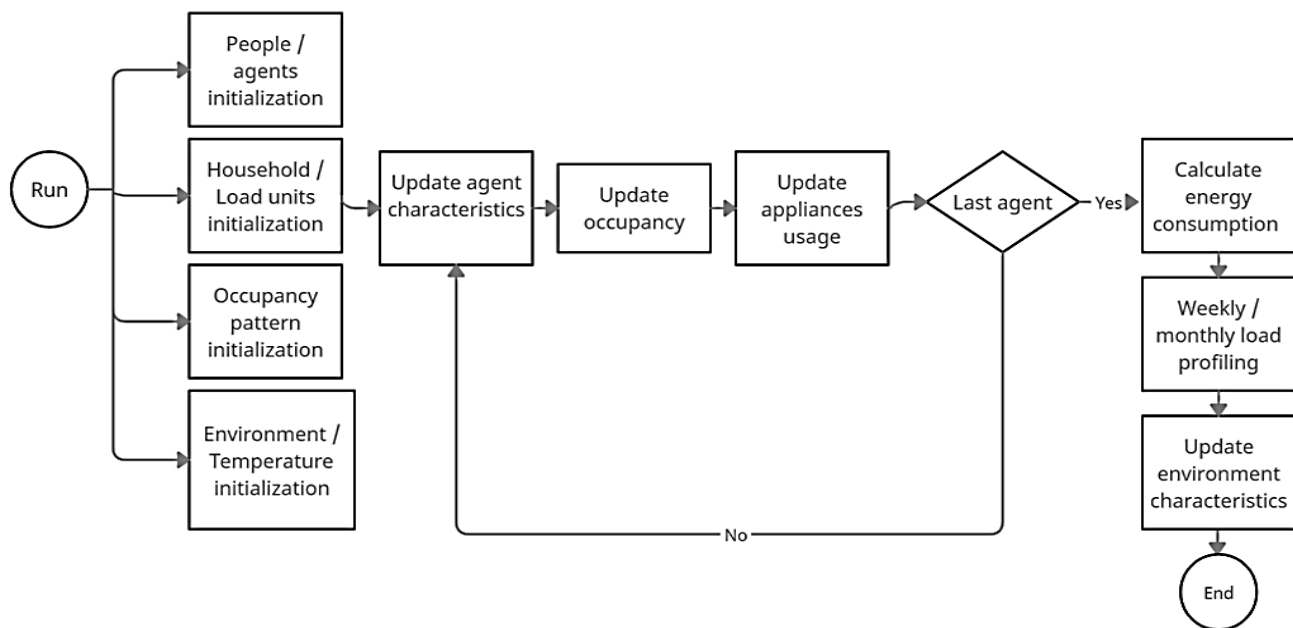 People /
agents
initialization
Run
Household /
Load units
initialization
Occupancy
pattern
initialization
Environment /
Temperature
initialization
Update agent
characteristics
Update
occupancy
Update
appliances
usage
Last agent
Yes
No
Calculate
energy
consumption
Weekly /
monthly load
profiling
Update
environment
characteristics
End